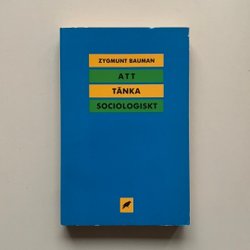 ZYGMUNT BAUMAN
ATT
TÄNKA
SOCIOLOGISKT